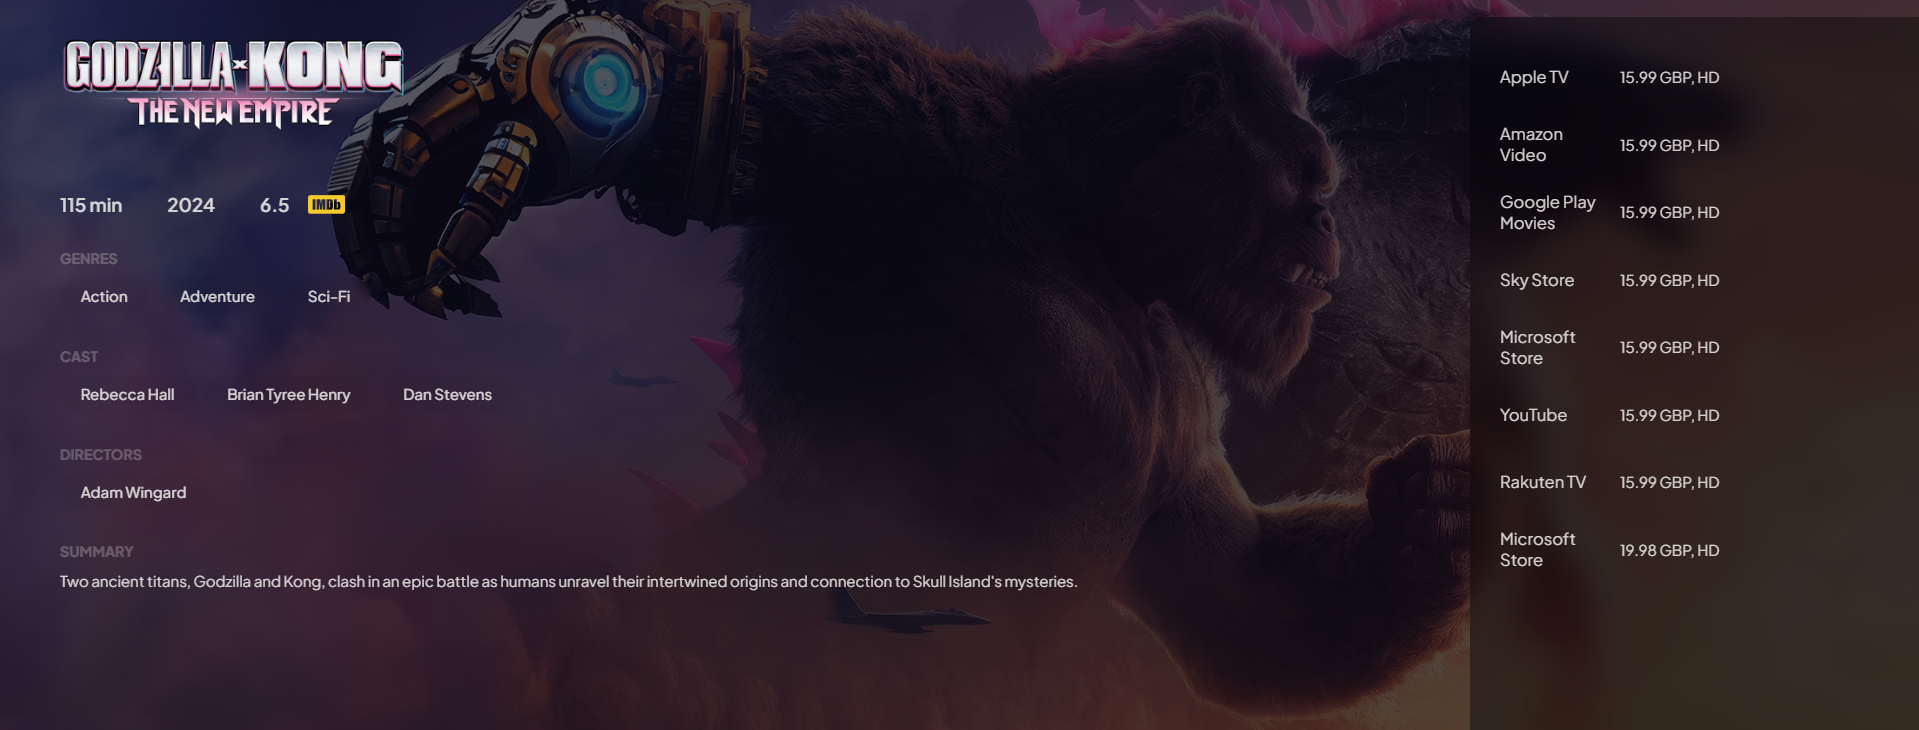 GODZILLA x KONG
THE NEW EMPIRE
115 min 2024 6.5 IMDb
GENRES
Action Adventure Sci-Fi
CAST
Rebecca Hall Brian Tyree Henry Dan Stevens
DIRECTORS
Adam Wingard
SUMMARY
Two ancient titans, Godzilla and Kong, clash in an epic battle as humans unravel their intertwined origins and connection to Skull Island's mysteries.
Apple TV 15.99 GBP, HD
Amazon
Video 15.99 GBP, HD
Google Play
Movies 15.99 GBP, HD
Sky Store 15.99 GBP, HD
Microsoft
Store 15.99 GBP, HD
YouTube 15.99 GBP, HD
Rakuten TV 15.99 GBP, HD
Microsoft
Store 19.98 GBP, HD